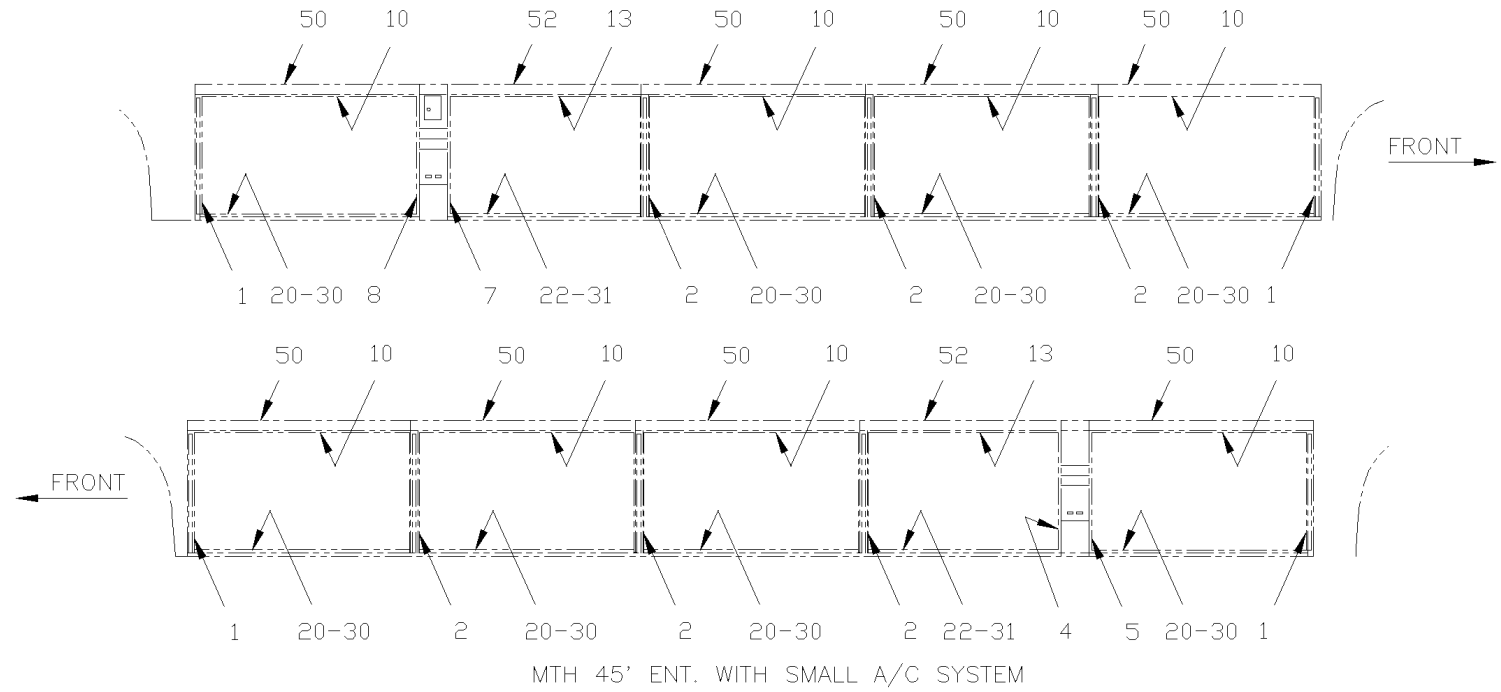 50 10 52 13 50 10 50 10 50 10
FRONT
1 20-30 8 7 22-31 2 20-30 2 20-30 2 20-30 1
50 10 50 10 50 10 52 13 50 10
FRONT
1 20-30 2 20-30 2 20-30 2 22-31 4 5 20-30 1
MTH 45' ENT. WITH SMALL A/C SYSTEM